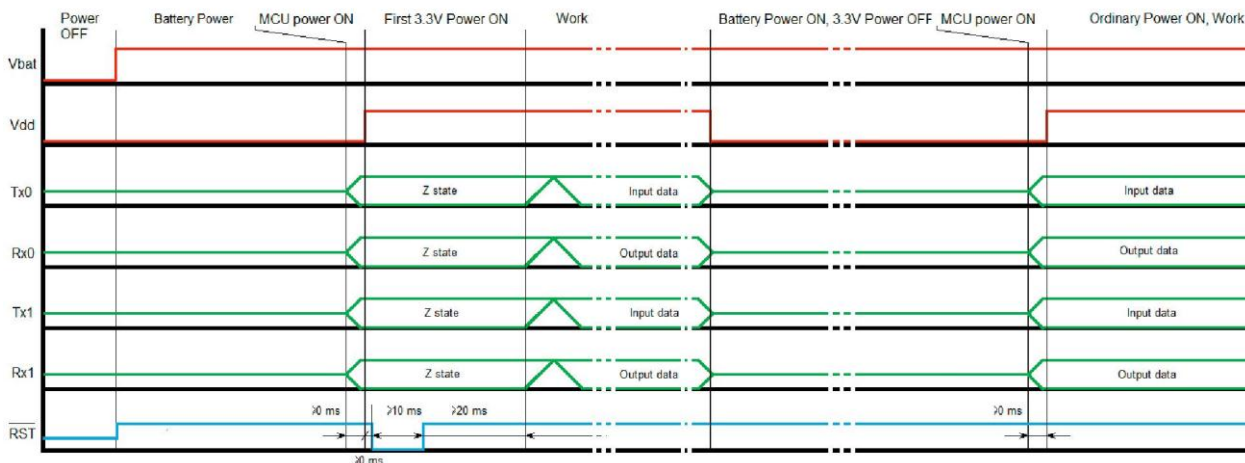 Power OFF
Battery Power
MCU power ON
First 3.3V Power ON
Work
Battery Power ON, 3.3V Power OFF
MCU power ON
Ordinary Power ON, Work
Vbat
Vdd
Tx0
Z state
Input data
Input data
Rx0
Z state
Output data
Output data
Tx1
Z state
Input data
Input data
Rx1
Z state
Output data
Output data
>0 ms
>10 ms
>20 ms
>0 ms
RST
>0 ms